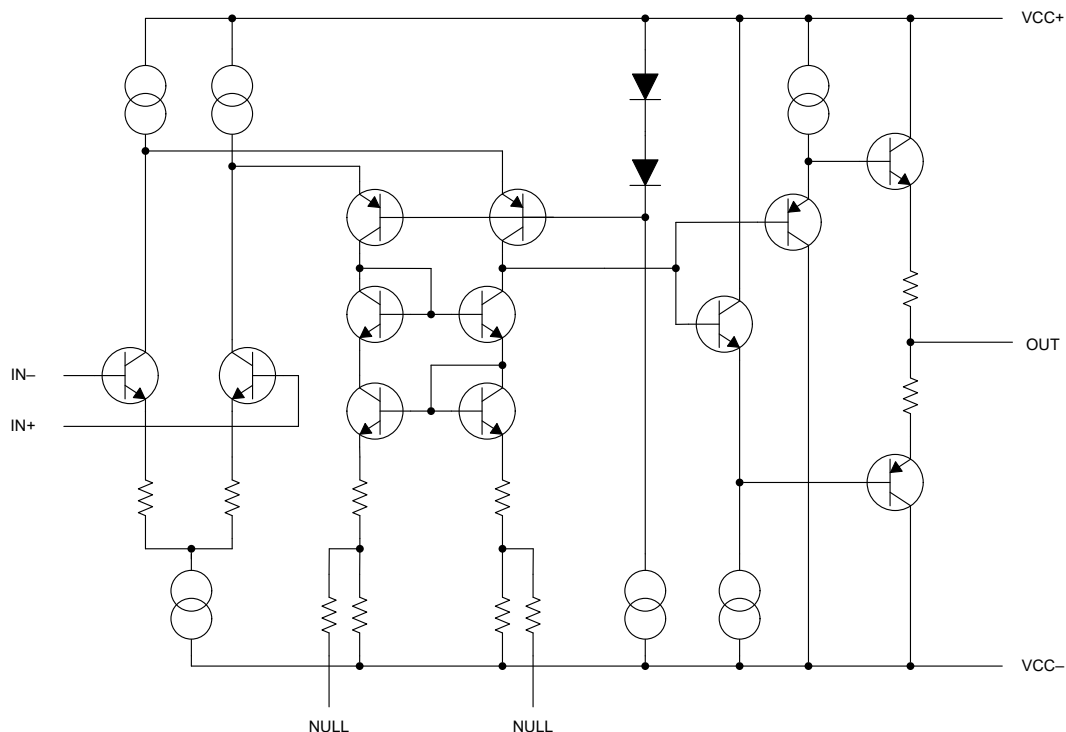 VCC+
OUT
IN–
IN+
VCC–
NULL
NULL